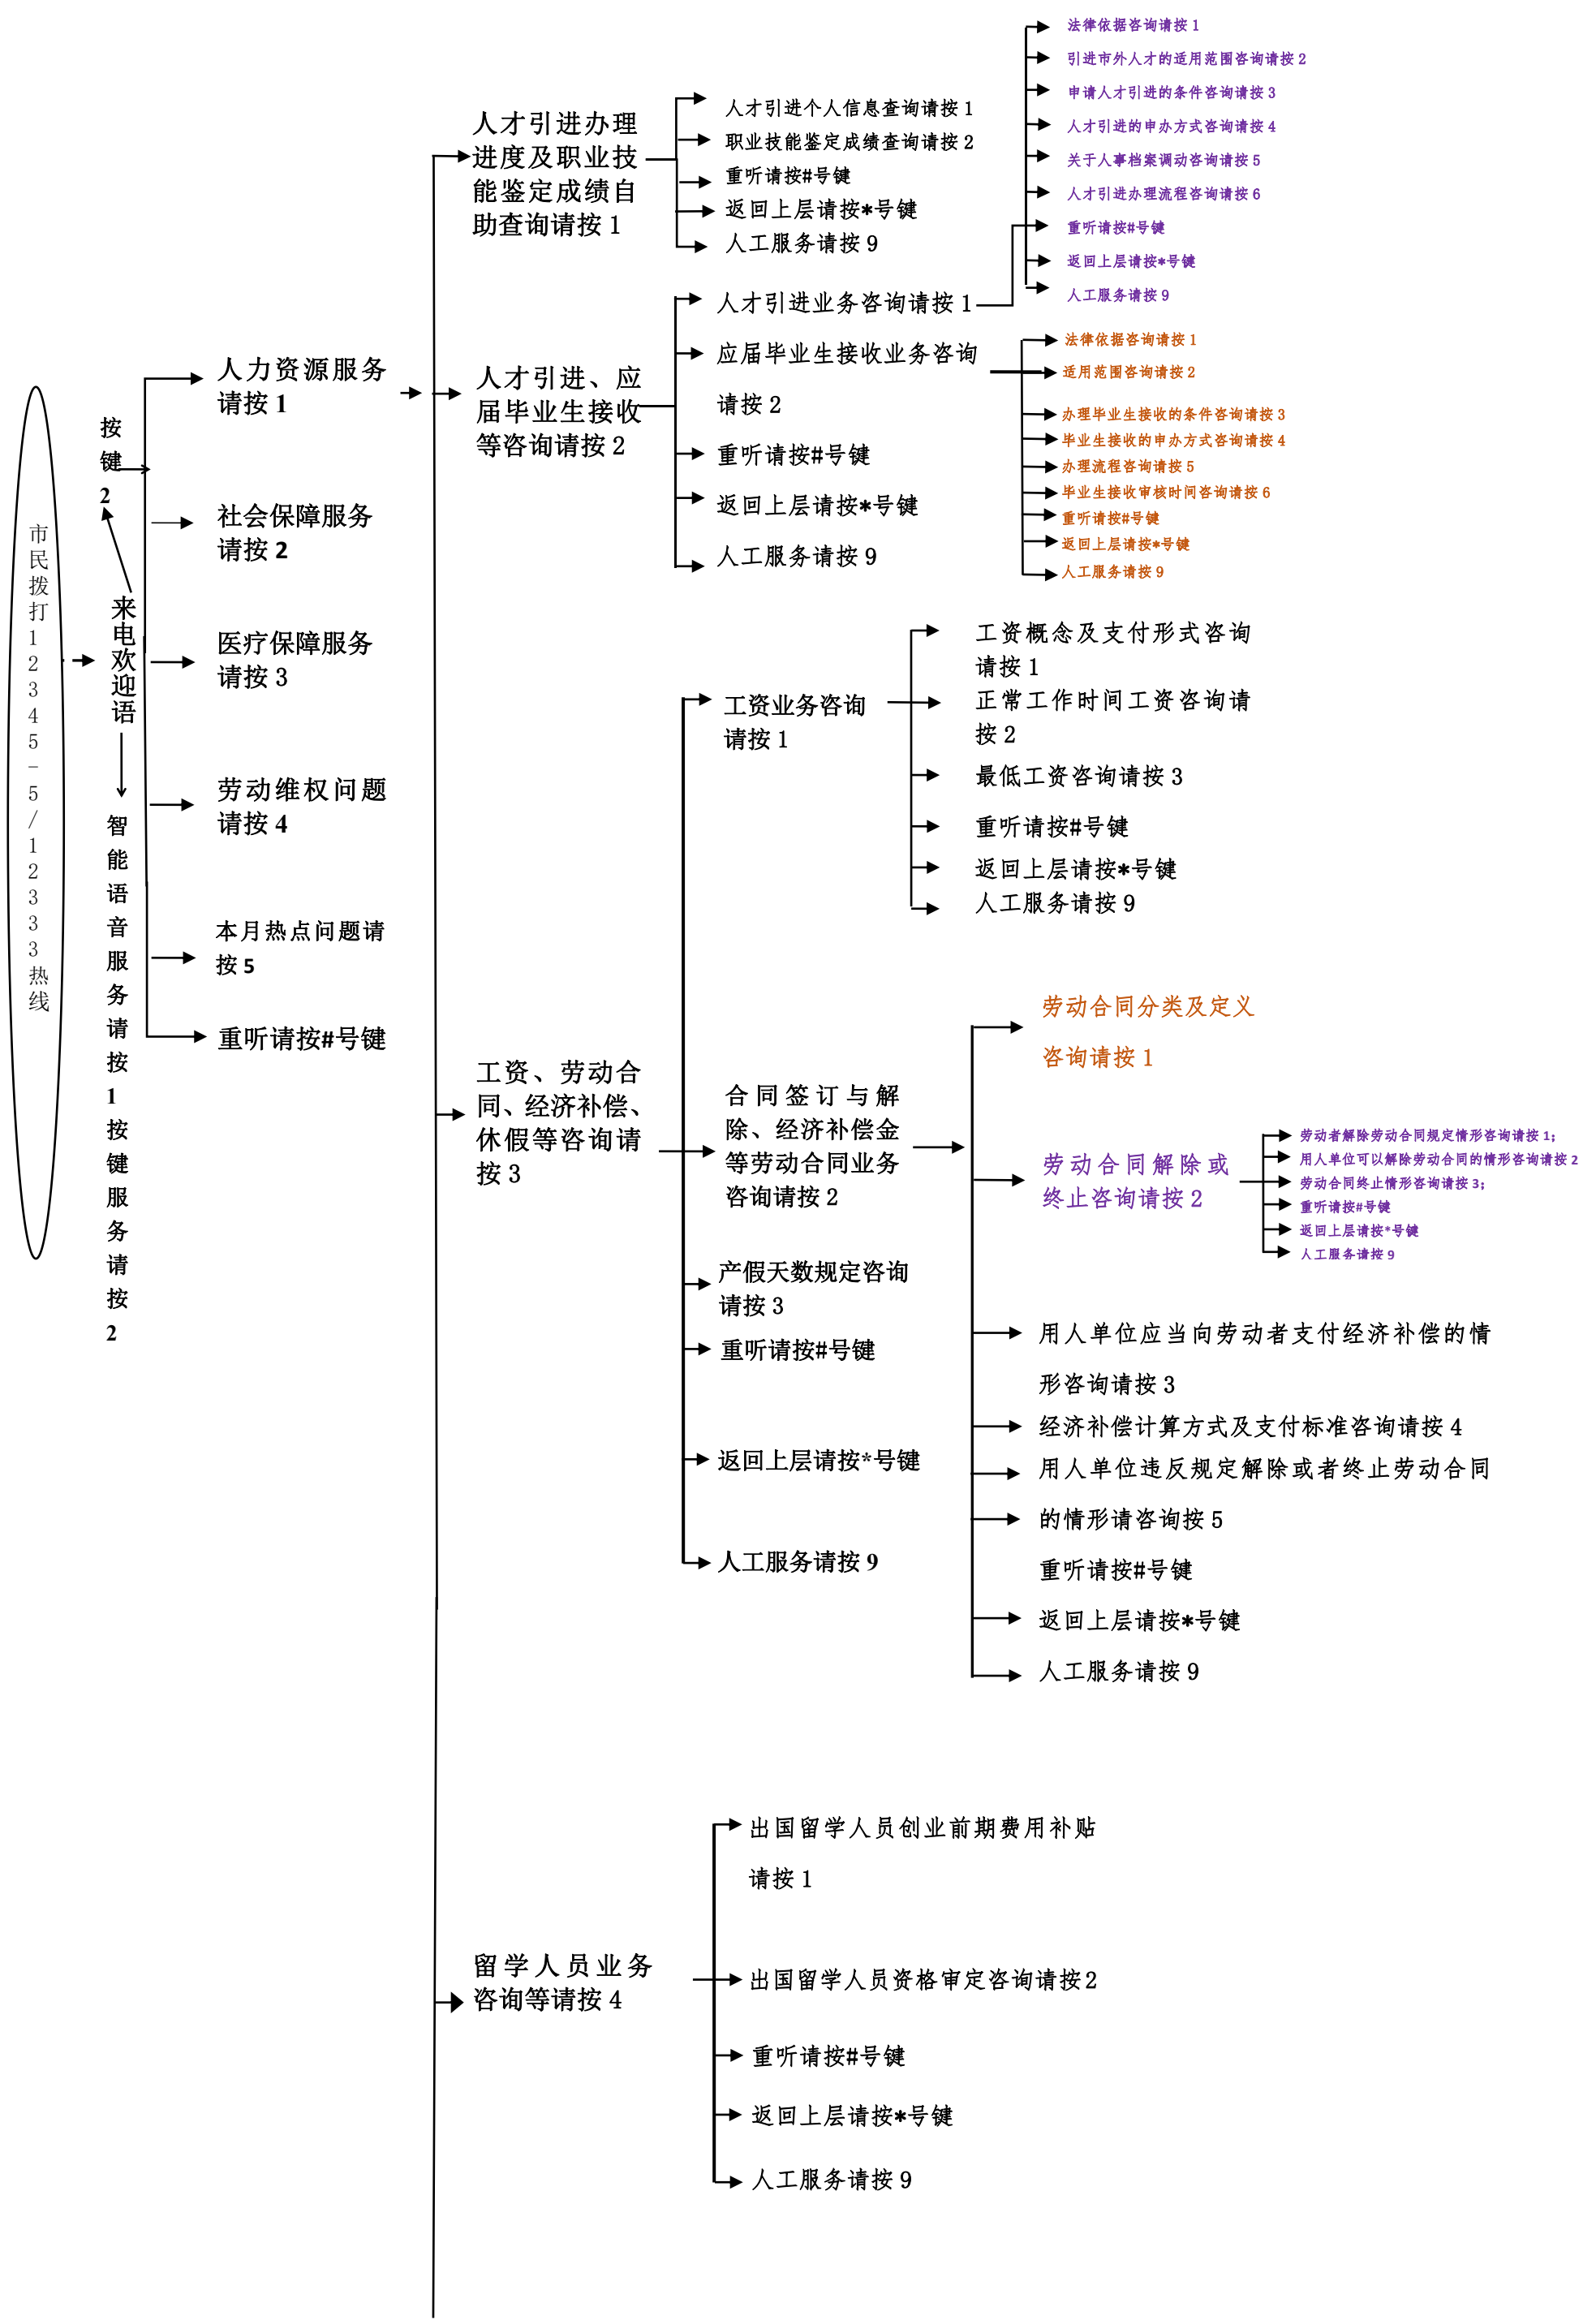 市民拨打12345-5/12333热线
来电欢迎语
按键2
智能语音服务请按1按键服务请按2
人力资源服务
请按1
社会保障服务
请按2
医疗保障服务
请按3
劳动维权问题
请按4
本月热点问题请
按5
重听请按#号键
人才引进办理
进度及职业技
能鉴定成绩自
助查询请按1
人才引进个人信息查询请按1
职业技能鉴定成绩查询请按2
重听请按#号键
返回上层请按*号键
人工服务请按9
人才引进、应
届毕业生接收
等咨询请按2
人才引进业务咨询请按1
应届毕业生接收业务咨询
请按2
重听请按#号键
返回上层请按*号键
人工服务请按9
法律依据咨询请按1
引进市外人才的适用范围咨询请按2
申请人才引进的条件咨询请按3
人才引进的申办方式咨询请按4
关于人事档案调动咨询请按5
人才引进办理流程咨询请按6
重听请按#号键
返回上层请按*号键
人工服务请按9
法律依据咨询请按1
适用范围咨询请按2
办理毕业生接收的条件咨询请按3
毕业生接收的申办方式咨询请按4
办理流程咨询请按5
毕业生接收审核时间咨询请按6
重听请按#号键
返回上层请按*号键
人工服务请按9
工资、劳动合
同、经济补偿、
休假等咨询请
按3
工资业务咨询
请按1
工资概念及支付形式咨询
请按1
正常工作时间工资咨询请
按2
最低工资咨询请按3
重听请按#号键
返回上层请按*号键
人工服务请按9
合同签订与解
除、经济补偿金
等劳动合同业务
咨询请按2
产假天数规定咨询
请按3
重听请按#号键
返回上层请按*号键
人工服务请按9
劳动合同分类及定义
咨询请按1
劳动合同解除或
终止咨询请按2
劳动者解除劳动合同规定情形咨询请按1;
用人单位可以解除劳动合同的情形咨询请按2
劳动合同终止情形咨询请按3;
重听请按#号键
返回上层请按*号键
人工服务请按9
用人单位应当向劳动者支付经济补偿的情
形咨询请按3
经济补偿计算方式及支付标准咨询请按4
用人单位违反规定解除或者终止劳动合同
的情形请咨询按5
重听请按#号键
返回上层请按*号键
人工服务请按9
留学人员业务
咨询等请按4
出国留学人员创业前期费用补贴
请按1
出国留学人员资格审定咨询请按2
重听请按#号键
返回上层请按*号键
人工服务请按9